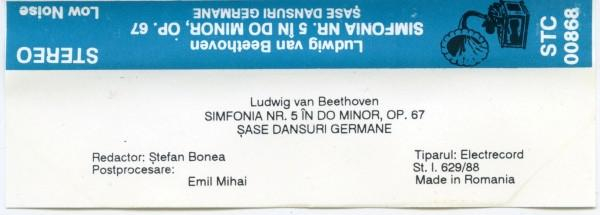 Low Noise
STEREO
Ludwig van Beethoven
SIMFONIA NR. 5 ÎN DO MINOR, OP. 67
ȘASE DANSURI GERMANE
STC
00868
Ludwig van Beethoven
SIMFONIA NR. 5 ÎN DO MINOR, OP. 67
ȘASE DANSURI GERMANE
Redactor: Ștefan Bonea
Postprocesare:
Emil Mihai
Tiparul: Electrecord
St. I. 629/88
Made in Romania